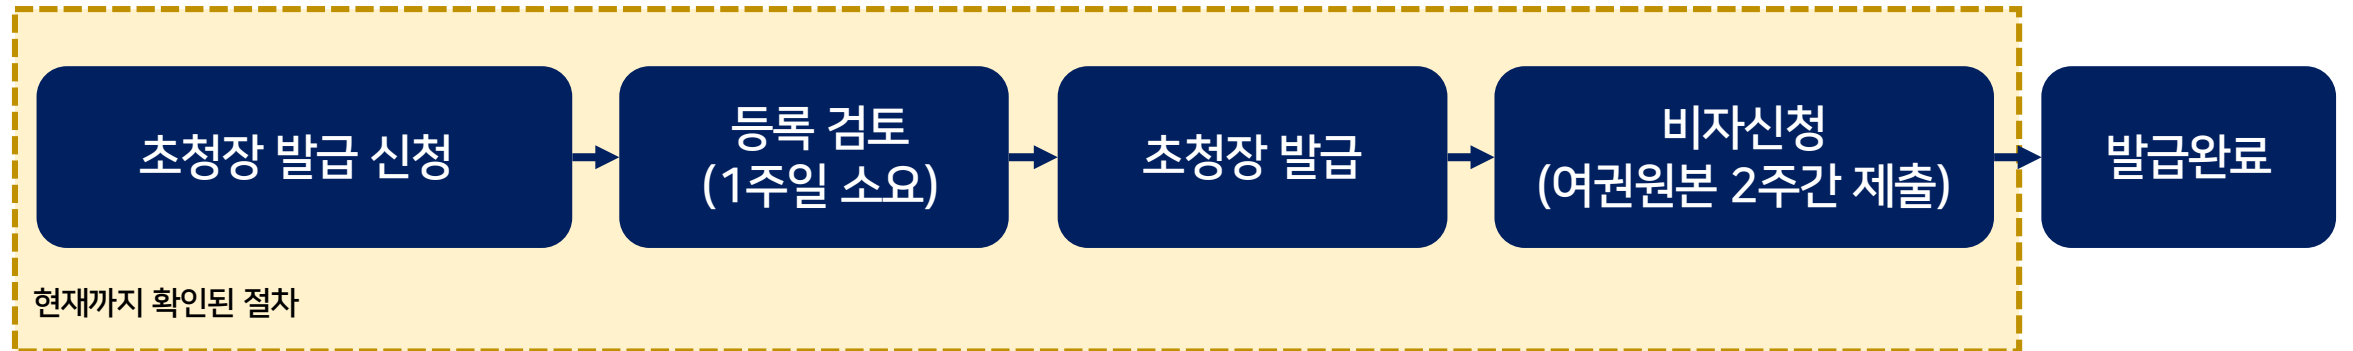 초청장 발급 신청
등록 검토
(1주일 소요)
초청장 발급
비자신청
(여권원본 2주간 제출)
발급완료
현재까지 확인된 절차